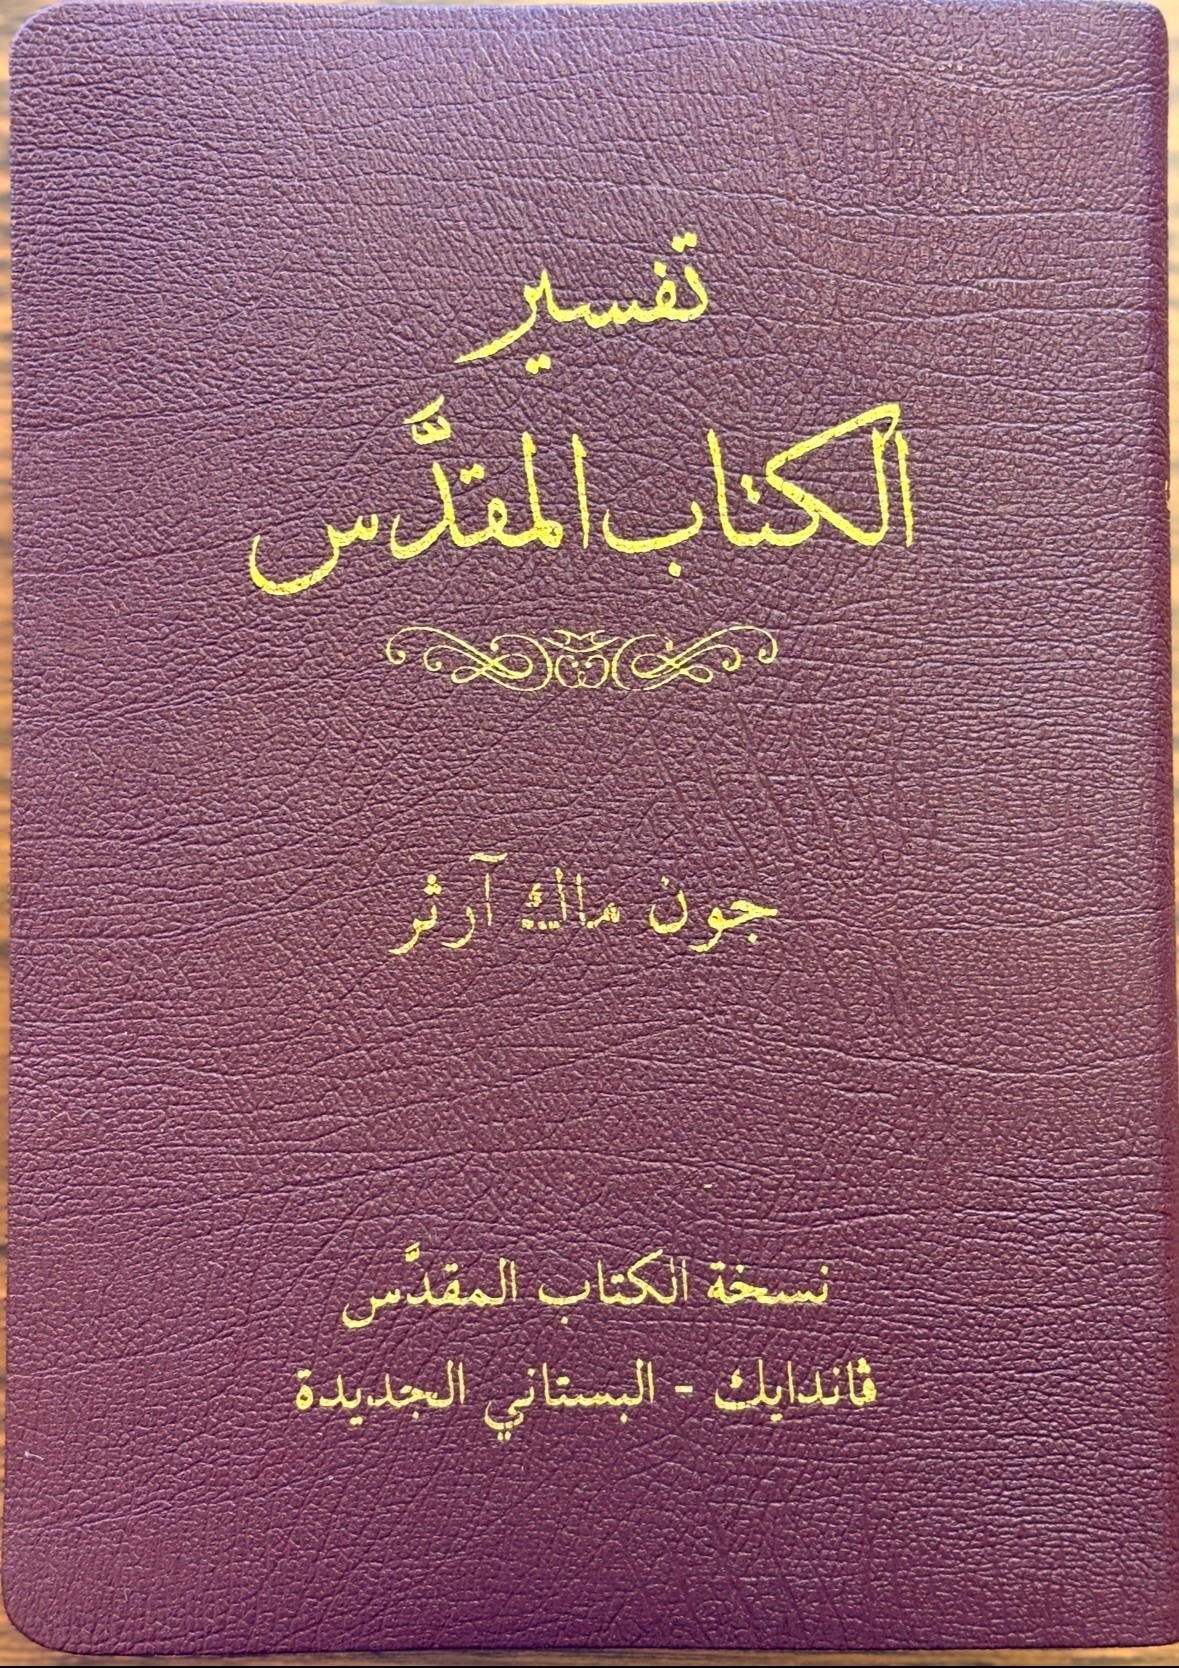 تفسير
الكتاب المقدَّس
جون ماك آرثر
نسخة الكتاب المقدَّس
ڤاندايك - البستاني الجديدة